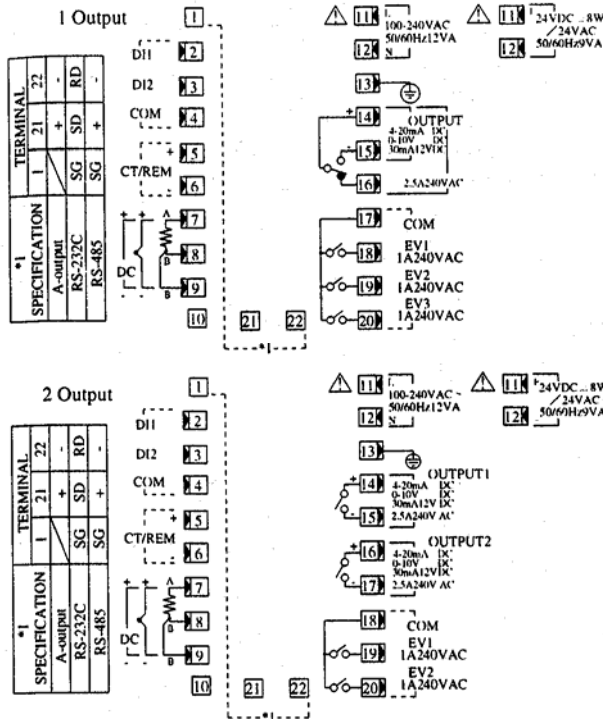 1 Output
1
DI1
2
DI2
3
COM
4
+
5
CT/REM
6
7
8
9
DC
A
B
B
10
21
22
*1
TERMINAL
1
21
22
*1
SPECIFICATION
A-output
+
-
RS-232C
SG
SD
RD
RS-485
SG
+
-
11
L
100-240VAC
50/60Hz12VA
12
N
11
+
24VDC 8W
/24VAC
50/60Hz9VA
12
-
13
14
+
OUTPUT
4-20mA DC
0-10V DC
30mA12VDC
15
-
16
2.5A240VAC
17
COM
18
EV1
1A240VAC
19
EV2
1A240VAC
20
EV3
1A240VAC
2 Output
1
DI1
2
DI2
3
COM
4
+
5
CT/REM
6
7
8
9
DC
A
B
B
10
21
22
*1
TERMINAL
1
21
22
*1
SPECIFICATION
A-output
+
-
RS-232C
SG
SD
RD
RS-485
SG
+
-
11
L
100-240VAC
50/60Hz12VA
12
N
11
+
24VDC 8W
/24VAC
50/60Hz9VA
12
-
13
14
+
OUTPUT1
4-20mA DC
0-10V DC
30mA12V DC
15
-
2.5A240V AC
16
+
OUTPUT2
4-20mA DC
0-10V DC
30mA12V DC
17
-
2.5A240V AC
18
COM
19
EV1
1A240VAC
20
EV2
1A240VAC